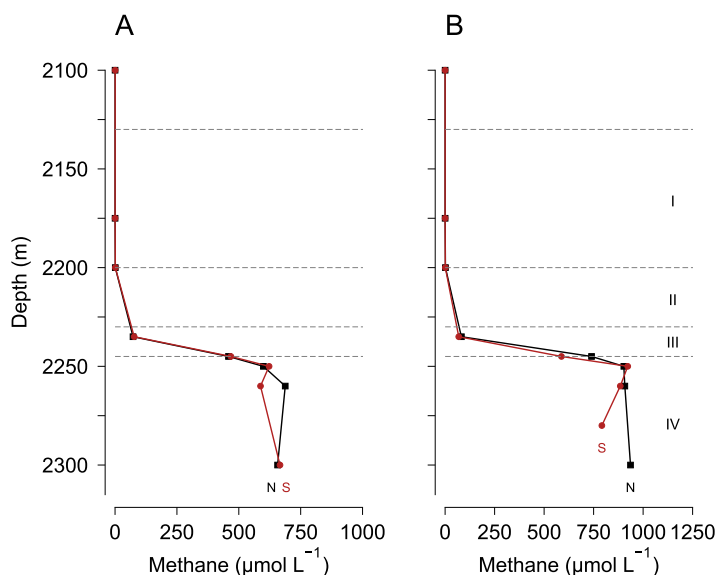 A
B
2100
2150
2200
2250
2300
Depth (m)
N S
0 250 500 750 1000
Methane (µmol L⁻¹)
I
II
III
IV
S
N
0 250 500 750 1000 1250
Methane (µmol L⁻¹)